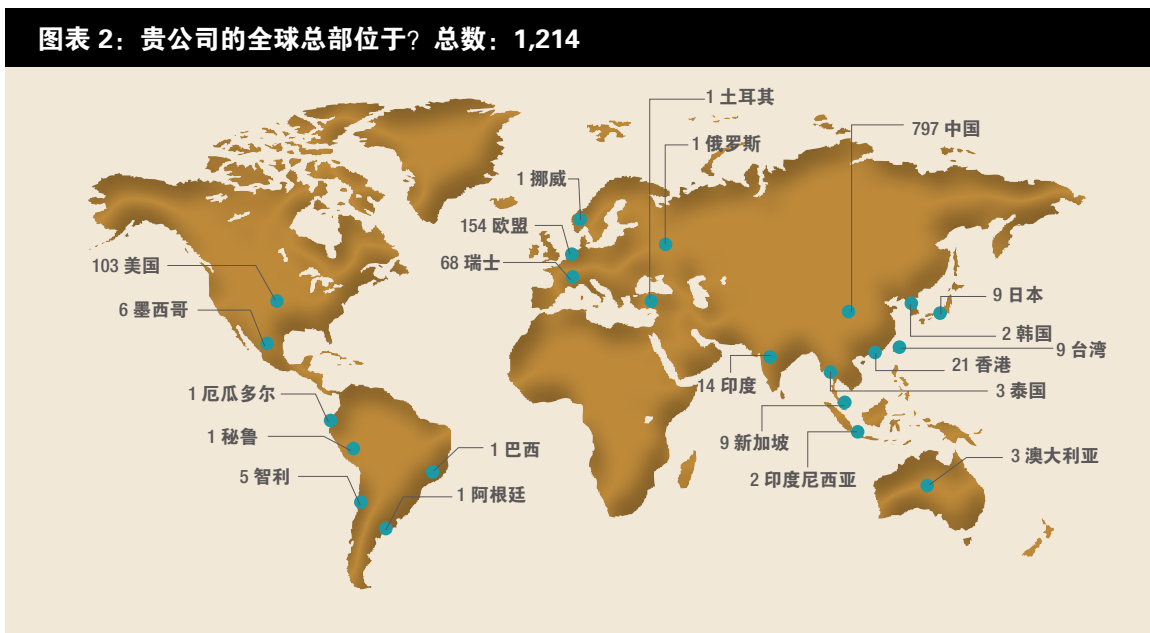 图表 2：贵公司的全球总部位于？总数：1,214
1 土耳其
797 中国
1 俄罗斯
1 挪威
154 欧盟
68 瑞士
103 美国
6 墨西哥
9 日本
2 韩国
9 台湾
21 香港
14 印度
3 泰国
1 厄瓜多尔
1 秘鲁
1 巴西
9 新加坡
3 澳大利亚
5 智利
2 印度尼西亚
1 阿根廷